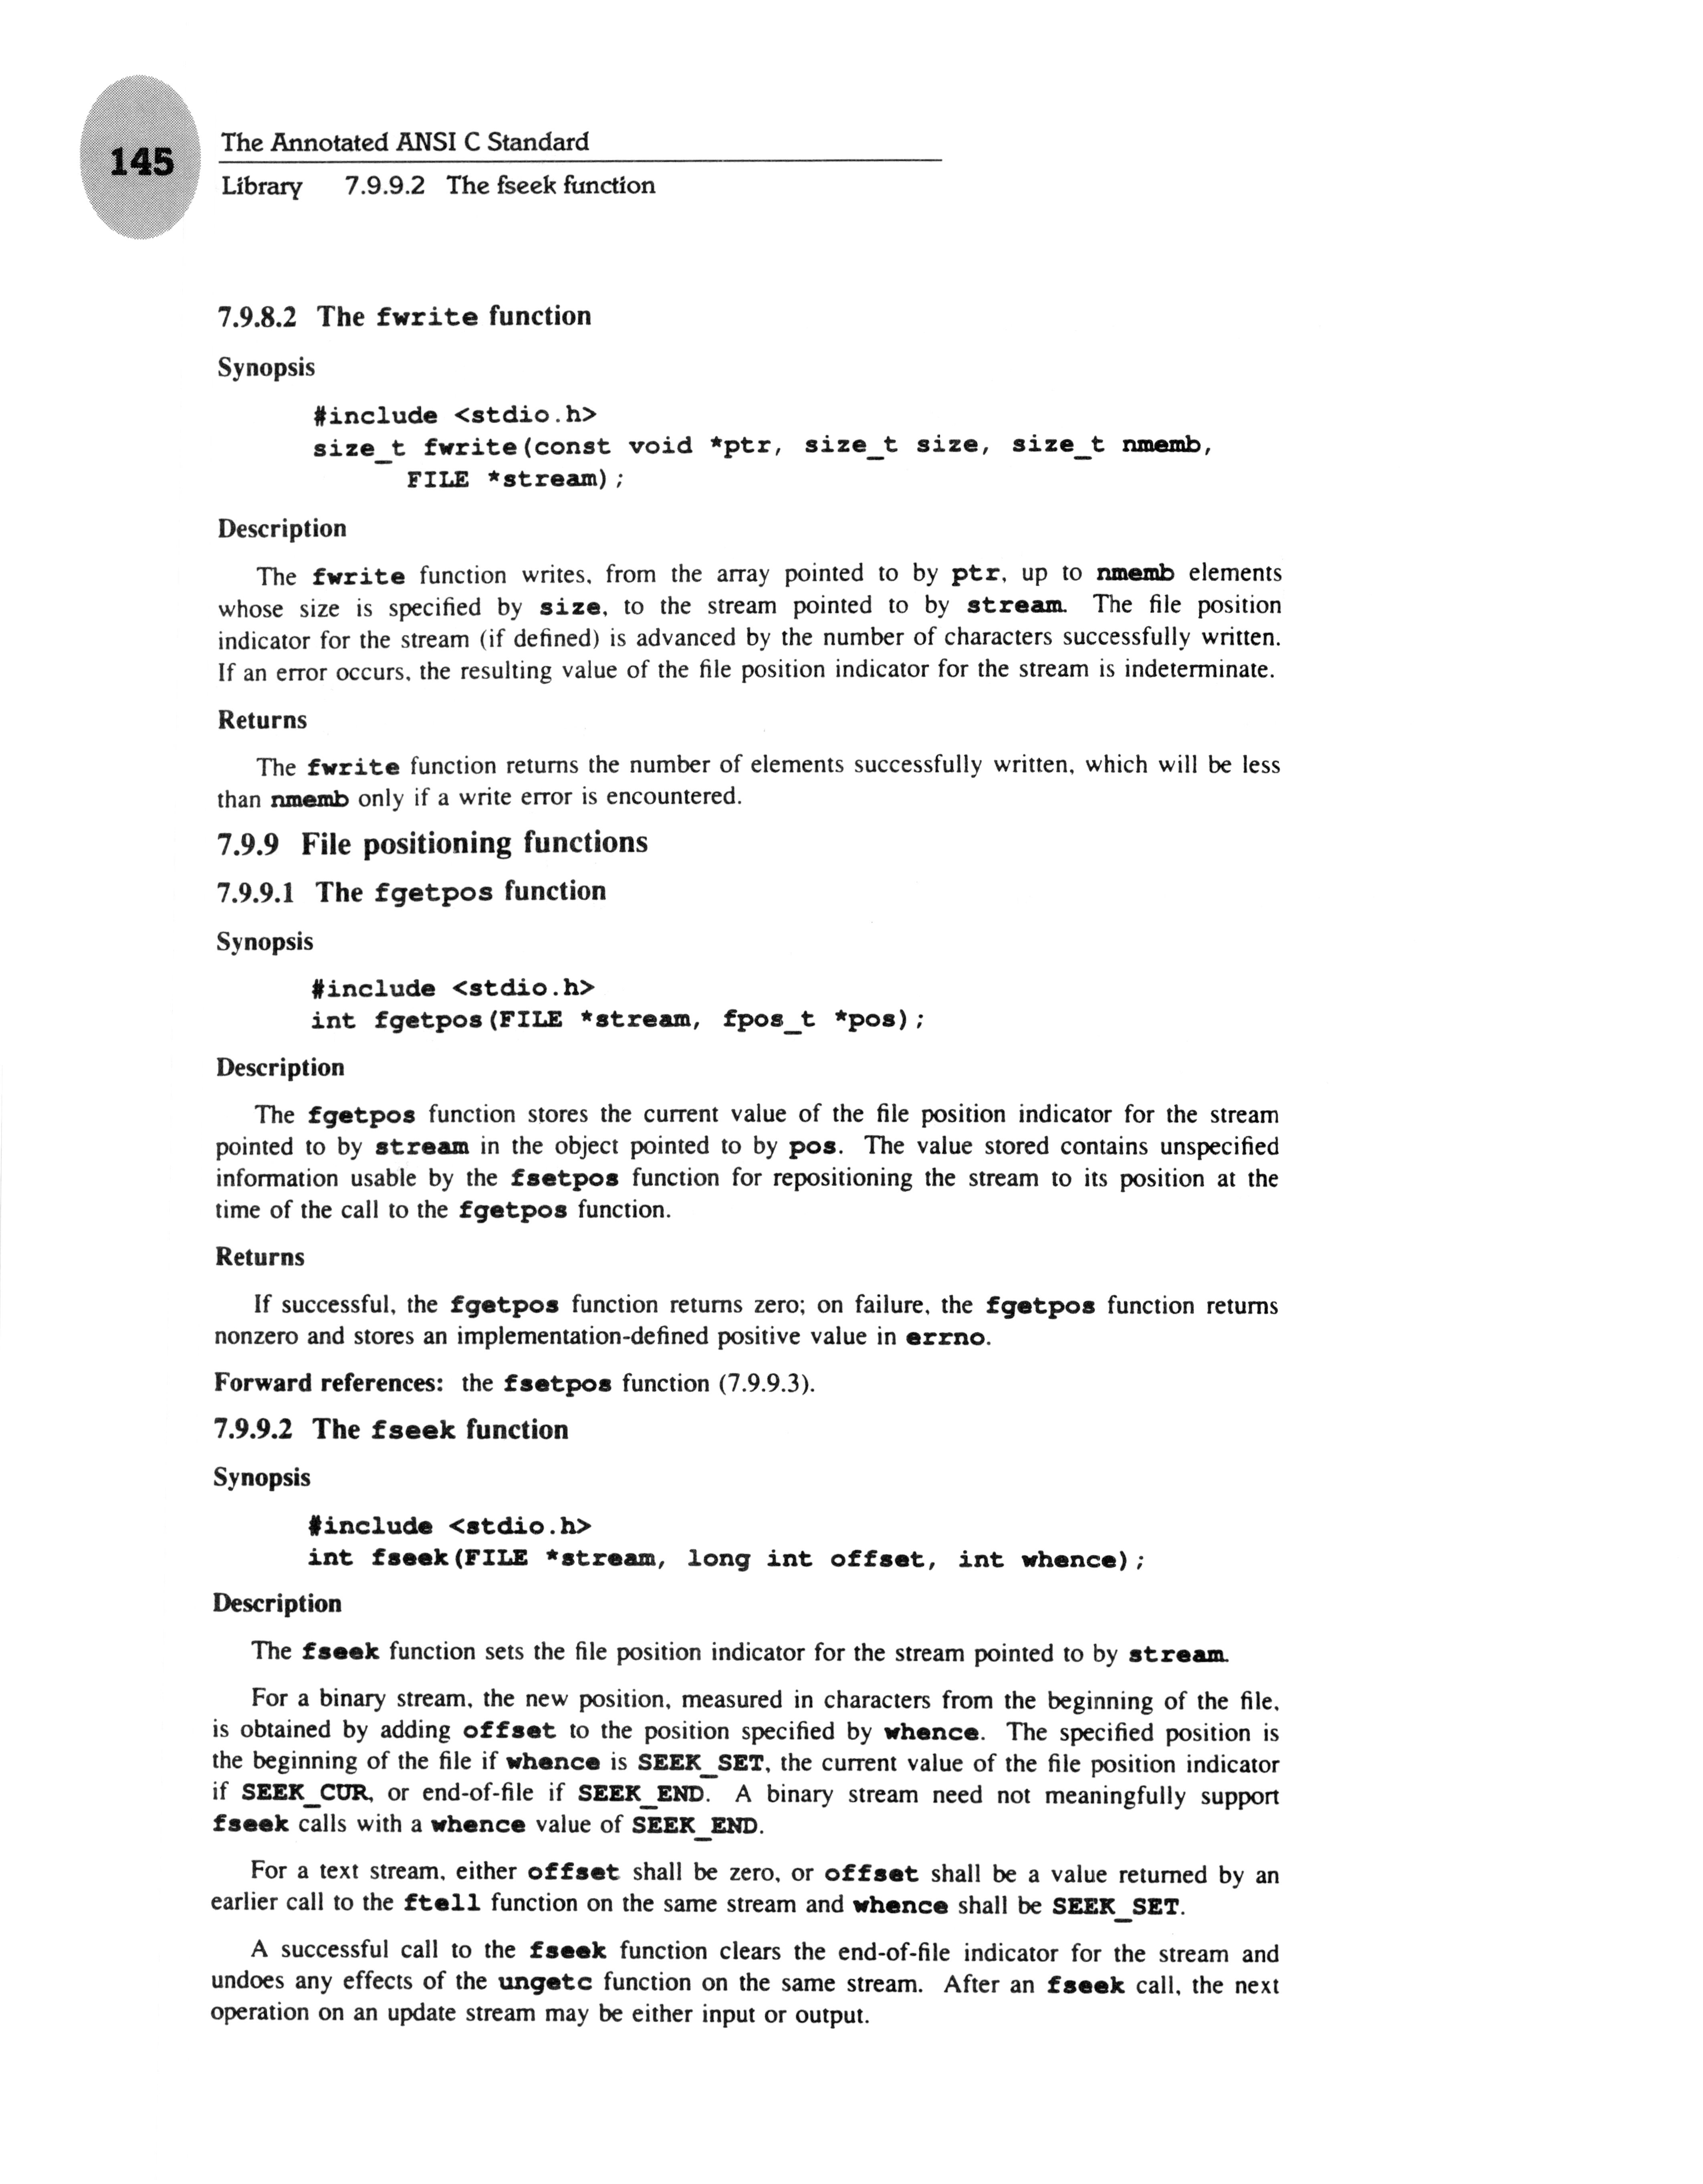 145
The Annotated ANSI C Standard
Library 7.9.9.2 The fseek function
7.9.8.2 The fwrite function
Synopsis
#include <stdio.h>
size_t fwrite(const void *ptr, size_t size, size_t nmemb,
FILE *stream);
Description
The fwrite function writes, from the array pointed to by ptr, up to nmemb elements
whose size is specified by size, to the stream pointed to by stream. The file position
indicator for the stream (if defined) is advanced by the number of characters successfully written.
If an error occurs, the resulting value of the file position indicator for the stream is indeterminate.
Returns
The fwrite function returns the number of elements successfully written, which will be less
than nmemb only if a write error is encountered.
7.9.9 File positioning functions
7.9.9.1 The fgetpos function
Synopsis
#include <stdio.h>
int fgetpos(FILE *stream, fpos_t *pos);
Description
The fgetpos function stores the current value of the file position indicator for the stream
pointed to by stream in the object pointed to by pos. The value stored contains unspecified
information usable by the fsetpos function for repositioning the stream to its position at the
time of the call to the fgetpos function.
Returns
If successful, the fgetpos function returns zero; on failure, the fgetpos function returns
nonzero and stores an implementation-defined positive value in errno.
Forward references: the fsetpos function (7.9.9.3).
7.9.9.2 The fseek function
Synopsis
#include <stdio.h>
int fseek(FILE *stream, long int offset, int whence);
Description
The fseek function sets the file position indicator for the stream pointed to by stream.
For a binary stream, the new position, measured in characters from the beginning of the file,
is obtained by adding offset to the position specified by whence. The specified position is
the beginning of the file if whence is SEEK_SET, the current value of the file position indicator
if SEEK_CUR, or end-of-file if SEEK_END. A binary stream need not meaningfully support
fseek calls with a whence value of SEEK_END.
For a text stream, either offset shall be zero, or offset shall be a value returned by an
earlier call to the ftell function on the same stream and whence shall be SEEK_SET.
A successful call to the fseek function clears the end-of-file indicator for the stream and
undoes any effects of the ungetc function on the same stream. After an fseek call, the next
operation on an update stream may be either input or output.